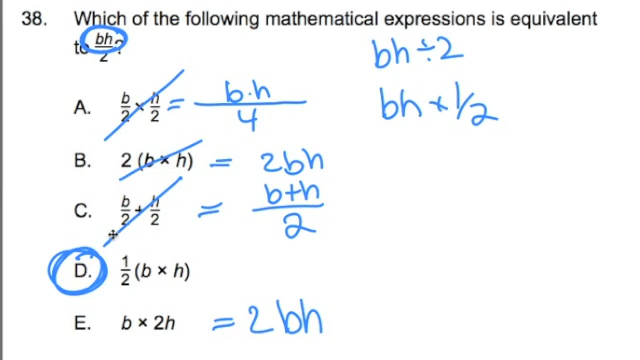 38. Which of the following mathematical expressions is equivalent
to bh/2?
bh ÷ 2
bh × 1/2
A. b/2 × h/2 = b·h/4
B. 2 (b × h) = 2bh
C. b/2 + h/2 = b+h/2
D. 1/2 (b × h)
E. b × 2h = 2bh